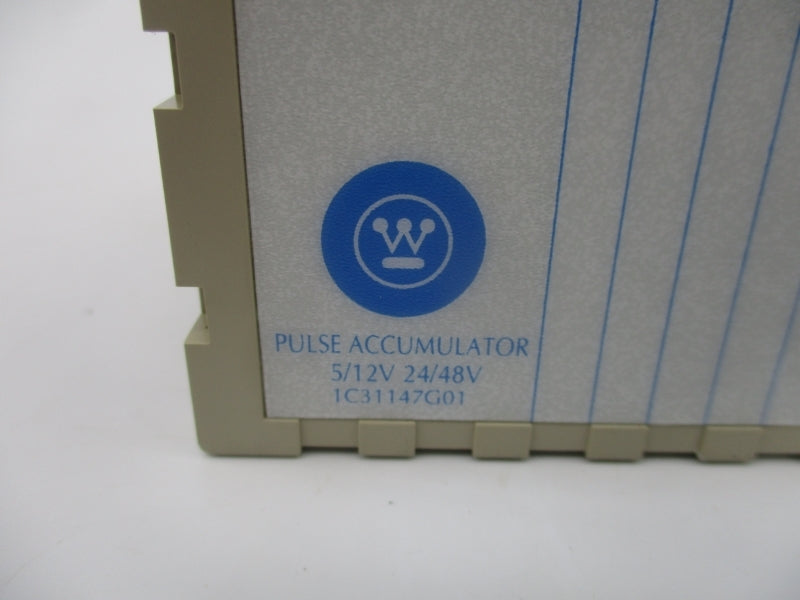 PULSE ACCUMULATOR
5/12V 24/48V
1C31147G01